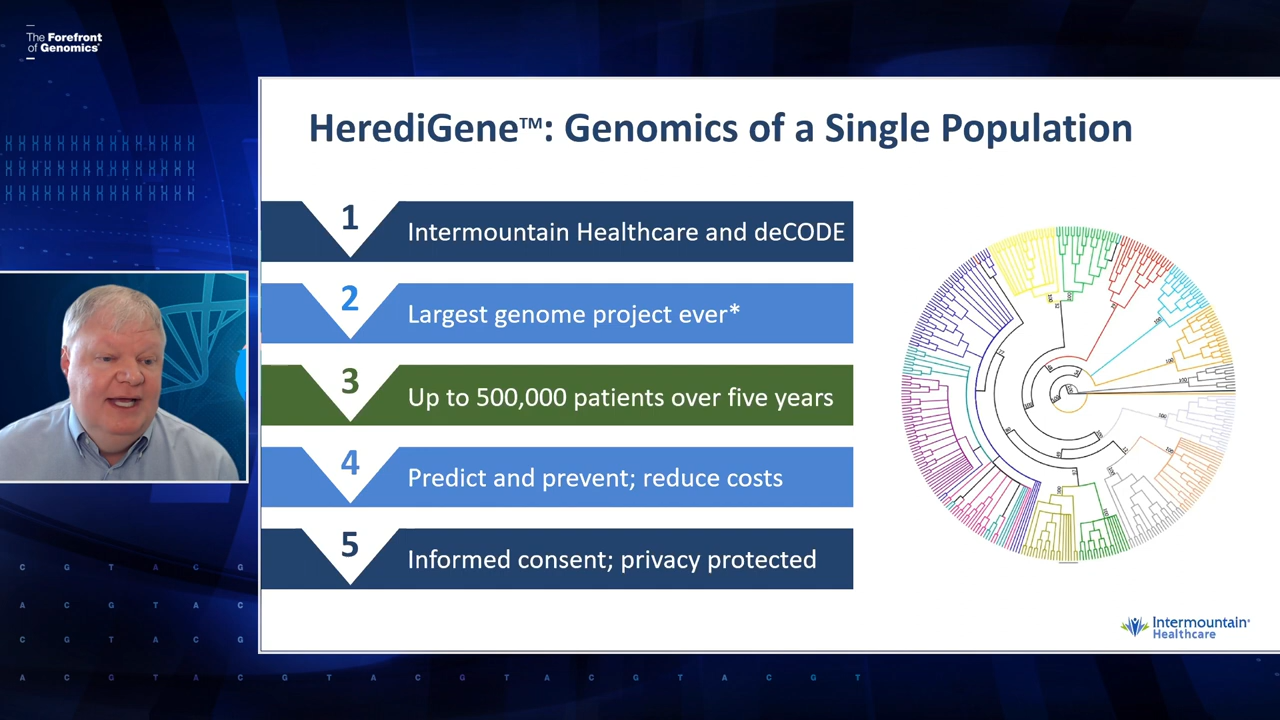 The Forefront
of Genomics®
HerediGene™: Genomics of a Single Population
1
Intermountain Healthcare and deCODE
2
Largest genome project ever*
3
Up to 500,000 patients over five years
4
Predict and prevent; reduce costs
5
Informed consent; privacy protected
Intermountain®
Healthcare
C G T A C G
A C G T A C
C G T A C G
A C G T A C G T A C G T A C G T A C G T